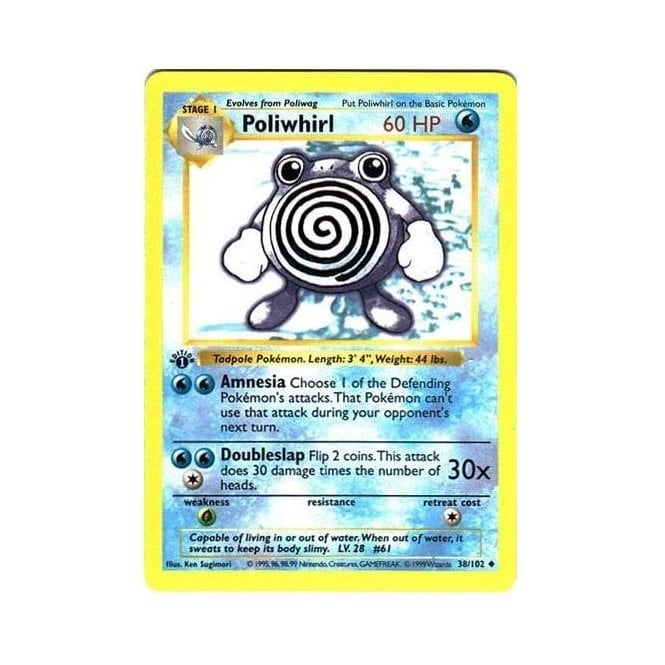 STAGE 1
Evolves from Poliwag Put Poliwhirl on the Basic Pokémon
Poliwhirl 60 HP
EDITION
1
Tadpole Pokémon. Length: 3' 4", Weight: 44 lbs.
Amnesia Choose 1 of the Defending
Pokémon's attacks. That Pokémon can't
use that attack during your opponent's
next turn.
Doubleslap Flip 2 coins. This attack
does 30 damage times the number of
heads.
30x
weakness resistance retreat cost
Capable of living in or out of water. When out of water, it
sweats to keep its body slimy. LV. 28 #61
Illus. Ken Sugimori © 1995, 96, 98, 99 Nintendo, Creatures, GAMEFREAK. © 1999 Wizards. 38/102